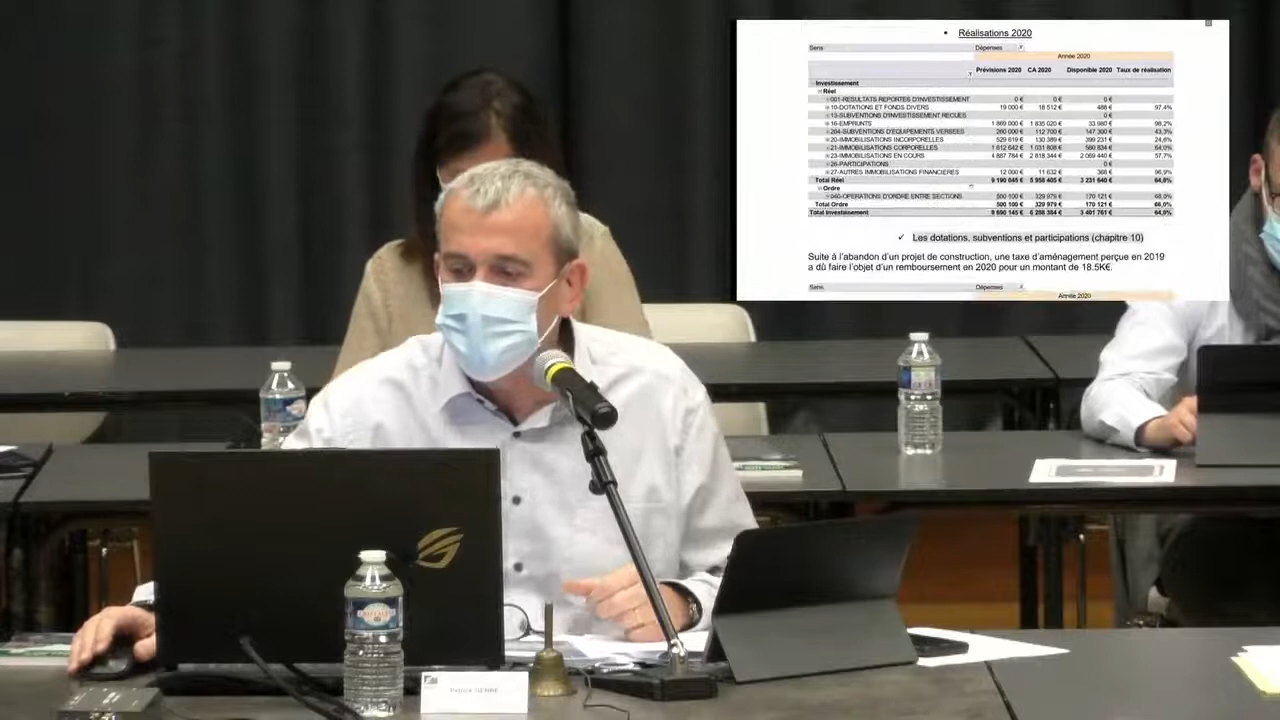 • Réalisations 2020
Sens Dépenses
Année 2020
Prévisions 2020 CA 2020 Disponible 2020 Taux de réalisation
Investissement
Réel
001-RESULTATS REPORTES D'INVESTISSEMENT 0 € 0 € 0 €
10-DOTATIONS ET FONDS DIVERS 19 000 € 18 512 € 488 € 97,4%
13-SUBVENTIONS D'INVESTISSEMENT RECUES 0 €
16-EMPRUNTS 1 869 000 € 1 835 020 € 33 980 € 98,2%
204-SUBVENTIONS D'ÉQUIPEMENTS VERSEES 260 000 € 112 700 € 147 300 € 43,3%
20-IMMOBILISATIONS INCORPORELLES 529 619 € 130 389 € 399 231 € 24,6%
21-IMMOBILISATIONS CORPORELLES 1 612 642 € 1 031 808 € 580 834 € 64,0%
23-IMMOBILISATIONS EN COURS 4 887 784 € 2 818 344 € 2 069 440 € 57,7%
26-PARTICIPATIONS 0 €
27-AUTRES IMMOBILISATIONS FINANCIERES 12 000 € 11 632 € 368 € 96,9%
Total Réel 9 190 045 € 5 958 405 € 3 231 640 € 64,8%
Ordre
040-OPERATIONS D'ORDRE ENTRE SECTIONS 500 100 € 329 979 € 170 121 € 66,0%
Total Ordre 500 100 € 329 979 € 170 121 € 66,0%
Total Investissement 9 690 145 € 6 288 384 € 3 401 761 € 64,9%
✓ Les dotations, subventions et participations (chapitre 10)
Suite à l'abandon d'un projet de construction, une taxe d'aménagement perçue en 2019
a dû faire l'objet d'un remboursement en 2020 pour un montant de 18.5K€.
Sens Dépenses
Année 2020
CRISTALINE
Patrick GENRE